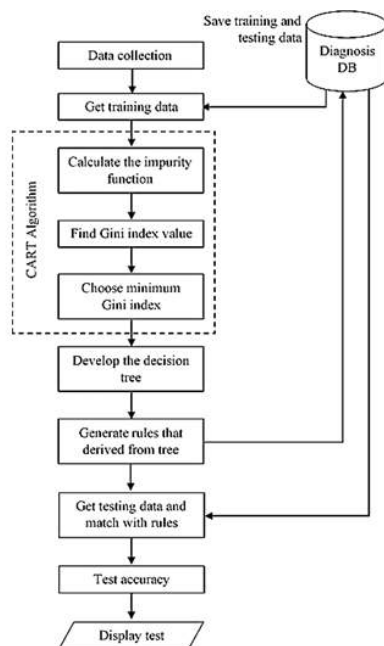 Save training and
testing data
Diagnosis
DB
Data collection
Get training data
CART Algorithm
Calculate the impurity
function
Find Gini index value
Choose minimum
Gini index
Develop the decision
tree
Generate rules that
derived from tree
Get testing data and
match with rules
Test accuracy
Display test